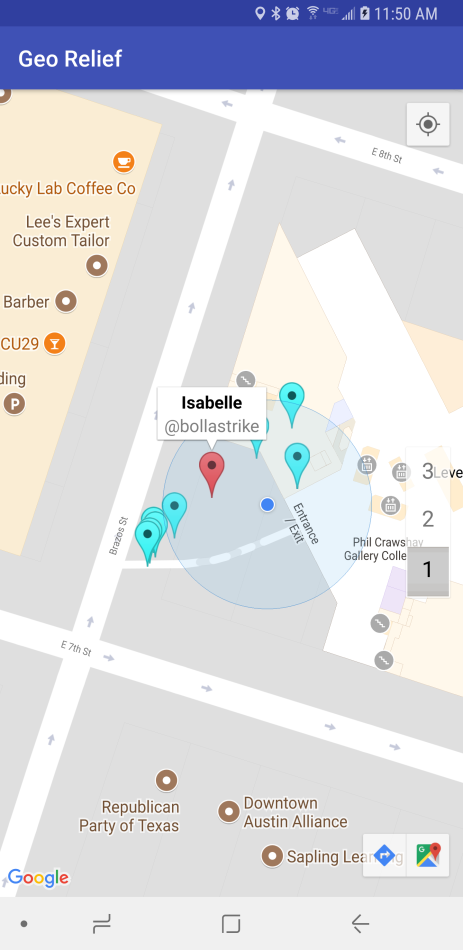 11:50 AM
Geo Relief
E 8th St
ucky Lab Coffee Co
Lee's Expert
Custom Tailor
Barber
CU29
ding
P
Isabelle
@bollastrike
Entrance
/ Exit
3
Leve
2
1
Phil Crawshay
Gallery Colle
Brazos St
E 7th St
Republican
Party of Texas
Downtown
Austin Alliance
Sapling Learning
Google